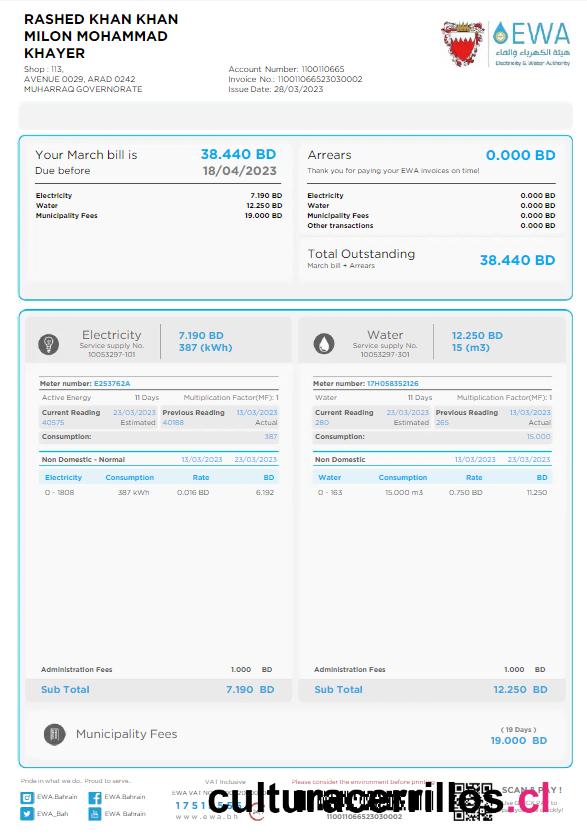 RASHED KHAN KHAN
MILON MOHAMMAD
KHAYER
Shop : 113,
AVENUE 0029, ARAD 0242
MUHARRAQ GOVERNORATE
Account Number: 1100110665
Invoice No.: 110011066523030002
Issue Date: 28/03/2023
EWA
هيئة الكهرباء والماء
Electricity & Water Authority
Your March bill is 38.440 BD
Due before 18/04/2023
Electricity 7.190 BD
Water 12.250 BD
Municipality Fees 19.000 BD
Arrears 0.000 BD
Thank you for paying your EWA invoices on time!
Electricity 0.000 BD
Water 0.000 BD
Municipality Fees 0.000 BD
Other transactions 0.000 BD
Total Outstanding 38.440 BD
March bill + Arrears
Electricity 7.190 BD
Service supply No. 387 (kWh)
10053297-101
Meter number: E253762A
Active Energy 11 Days Multiplication Factor(MF): 1
Current Reading 23/03/2023 Previous Reading 13/03/2023
40575 Estimated 40188 Actual
Consumption: 387
Non Domestic - Normal 13/03/2023 23/03/2023
Electricity Consumption Rate BD
0 - 1808 387 kWh 0.016 BD 6.192
Administration Fees 1.000 BD
Sub Total 7.190 BD
Water 12.250 BD
Service supply No. 15 (m3)
10053297-301
Meter number: 17H058352126
Water 11 Days Multiplication Factor(MF): 1
Current Reading 23/03/2023 Previous Reading 13/03/2023
280 Estimated 265 Actual
Consumption: 15.000
Non Domestic 13/03/2023 23/03/2023
Water Consumption Rate BD
0 - 163 15.000 m3 0.750 BD 11.250
Administration Fees 1.000 BD
Sub Total 12.250 BD
Municipality Fees
( 19 Days )
19.000 BD
Pride in what we do.. Proud to serve.
EWA.Bahrain EWA.Bahrain
EWA_Bah EWA.Bahrain
VAT Inclusive
EWA VAT NO.
www.ewa.bh
Please consider the environment before
SCAN & PAY !
culturacerrillos.cl